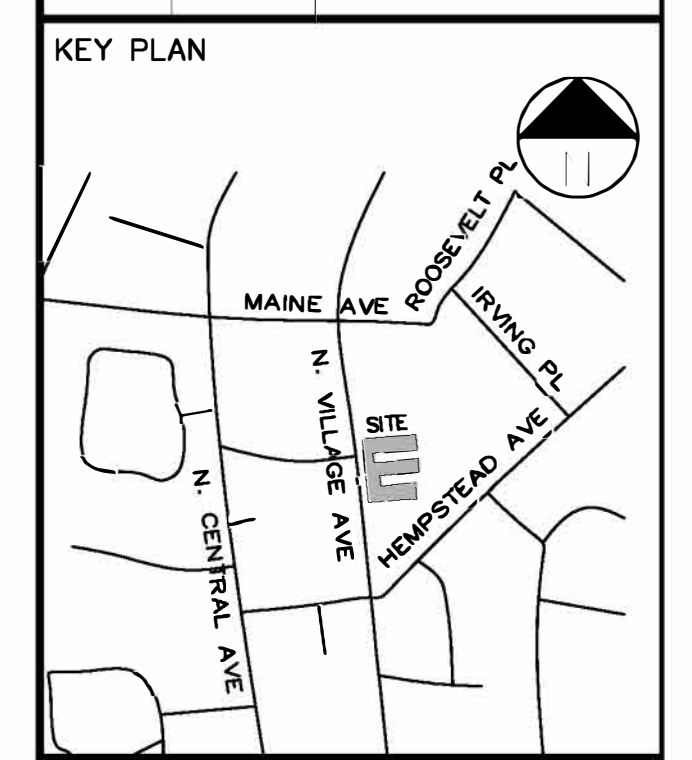 KEY PLAN
ROOSEVELT PL
MAINE AVE
IRVING PL
N. VILLAGE AVE
SITE
HEMPSTEAD AVE
N. CENTRAL AVE